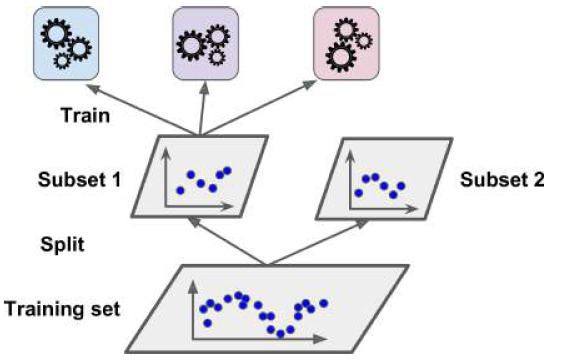 Train
Subset 1
Subset 2
Split
Training set